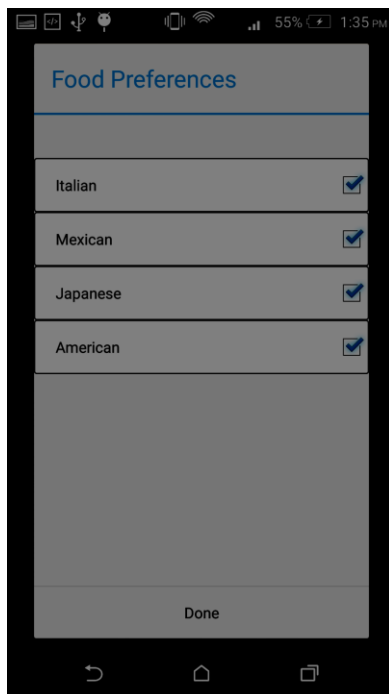 55% 1:35 PM
Food Preferences
Italian
Mexican
Japanese
American
Done